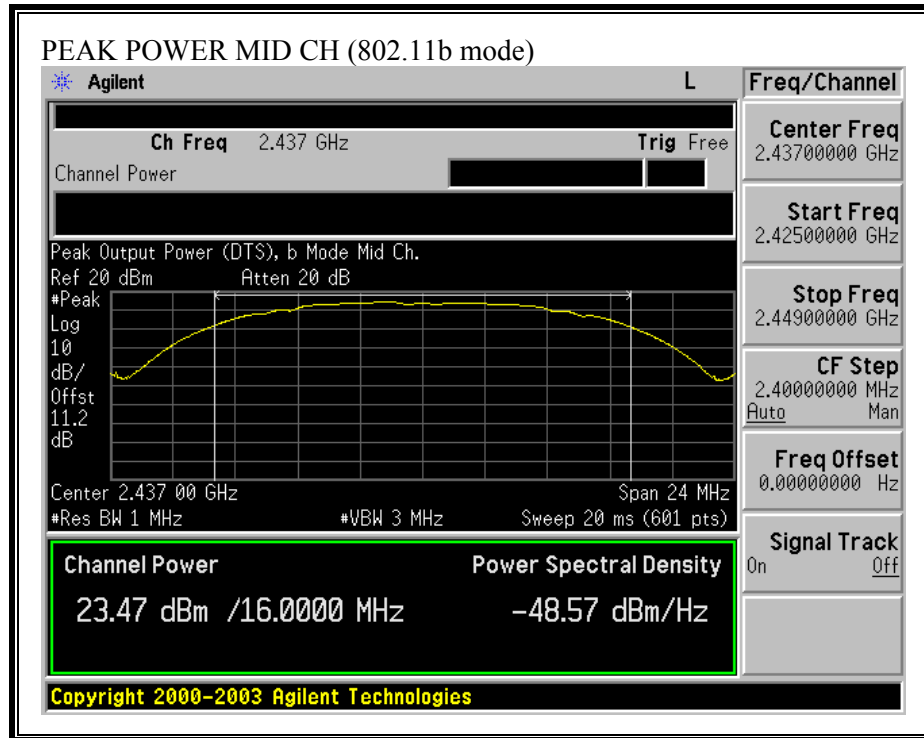 PEAK POWER MID CH (802.11b mode)
Agilent L Freq/Channel
Ch Freq 2.437 GHz Trig Free
Channel Power
Center Freq
2.43700000 GHz
Start Freq
2.42500000 GHz
Stop Freq
2.44900000 GHz
CF Step
2.40000000 MHz
Auto Man
Freq Offset
0.00000000 Hz
Signal Track
On Off
Peak Output Power (DTS), b Mode Mid Ch.
Ref 20 dBm Atten 20 dB
#Peak
Log
10
dB/
Offst
11.2
dB
Center 2.437 00 GHz Span 24 MHz
#Res BW 1 MHz #VBW 3 MHz Sweep 20 ms (601 pts)
Channel Power Power Spectral Density
23.47 dBm /16.0000 MHz -48.57 dBm/Hz
Copyright 2000-2003 Agilent Technologies